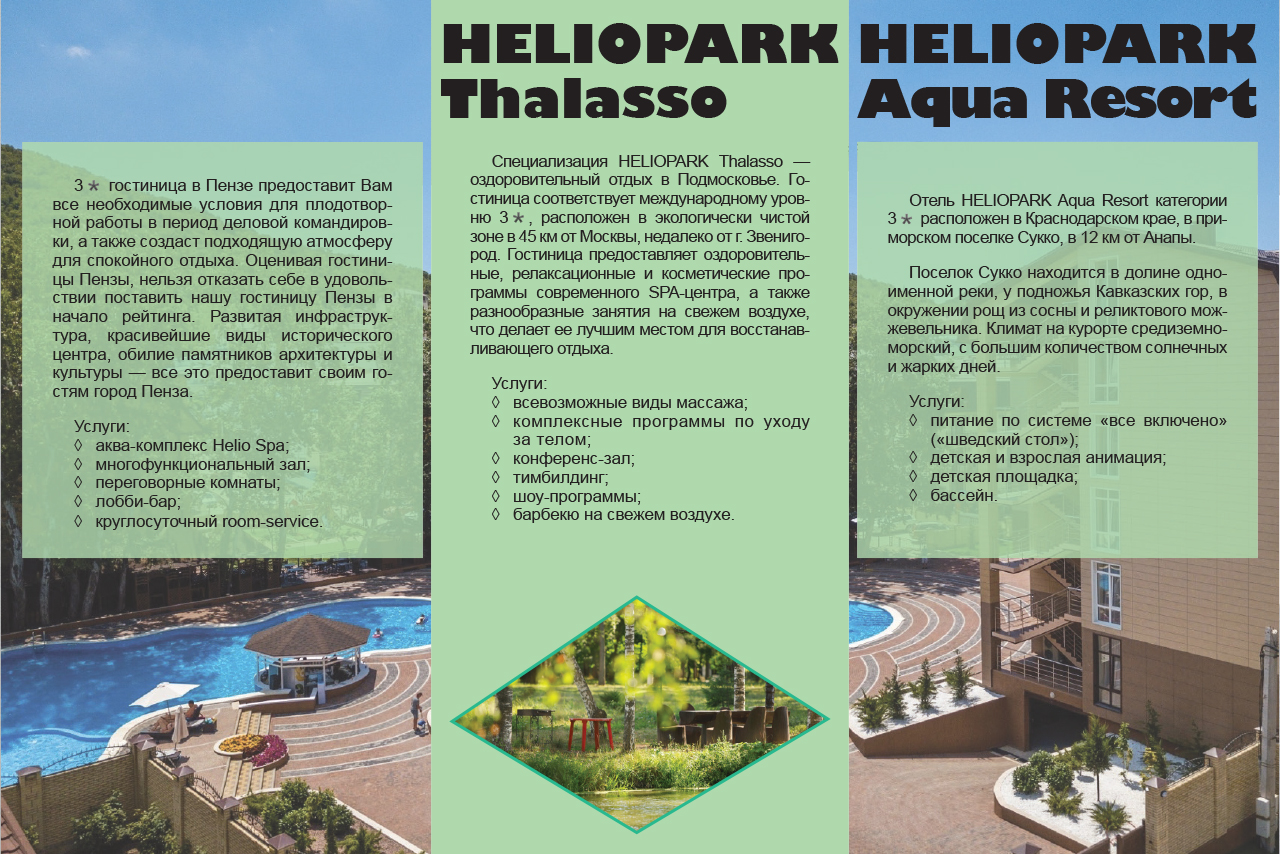 3* гостиница в Пензе предоставит Вам
все необходимые условия для плодотвор-
ной работы в период деловой командиров-
ки, а также создаст подходящую атмосферу
для спокойного отдыха. Оценивая гостини-
цы Пензы, нельзя отказать себе в удоволь-
ствии поставить нашу гостиницу Пензы в
начало рейтинга. Развитая инфраструк-
тура, красивейшие виды исторического
центра, обилие памятников архитектуры и
культуры — все это предоставит своим го-
стям город Пенза.
Услуги:
◊ аква-комплекс Helio Spa;
◊ многофункциональный зал;
◊ переговорные комнаты;
◊ лобби-бар;
◊ круглосуточный room-service.
HELIOPARK
Thalasso
Специализация HELIOPARK Thalasso —
оздоровительный отдых в Подмосковье. Го-
стиница соответствует международному уров-
ню 3*, расположен в экологически чистой
зоне в 45 км от Москвы, недалеко от г. Звениго-
род. Гостиница предоставляет оздоровитель-
ные, релаксационные и косметические про-
граммы современного SPA-центра, а также
разнообразные занятия на свежем воздухе,
что делает ее лучшим местом для восстанав-
ливающего отдыха.
Услуги:
◊ всевозможные виды массажа;
◊ комплексные программы по уходу
за телом;
◊ конференс-зал;
◊ тимбилдинг;
◊ шоу-программы;
◊ барбекю на свежем воздухе.
HELIOPARK
Aqua Resort
Отель HELIOPARK Aqua Resort категории
3* расположен в Краснодарском крае, в при-
морском поселке Сукко, в 12 км от Анапы.
Поселок Сукко находится в долине одно-
именной реки, у подножья Кавказских гор, в
окружении рощ из сосны и реликтового мож-
жевельника. Климат на курорте средиземно-
морский, с большим количеством солнечных
и жарких дней.
Услуги:
◊ питание по системе «все включено»
(«шведский стол»);
◊ детская и взрослая анимация;
◊ детская площадка;
◊ бассейн.